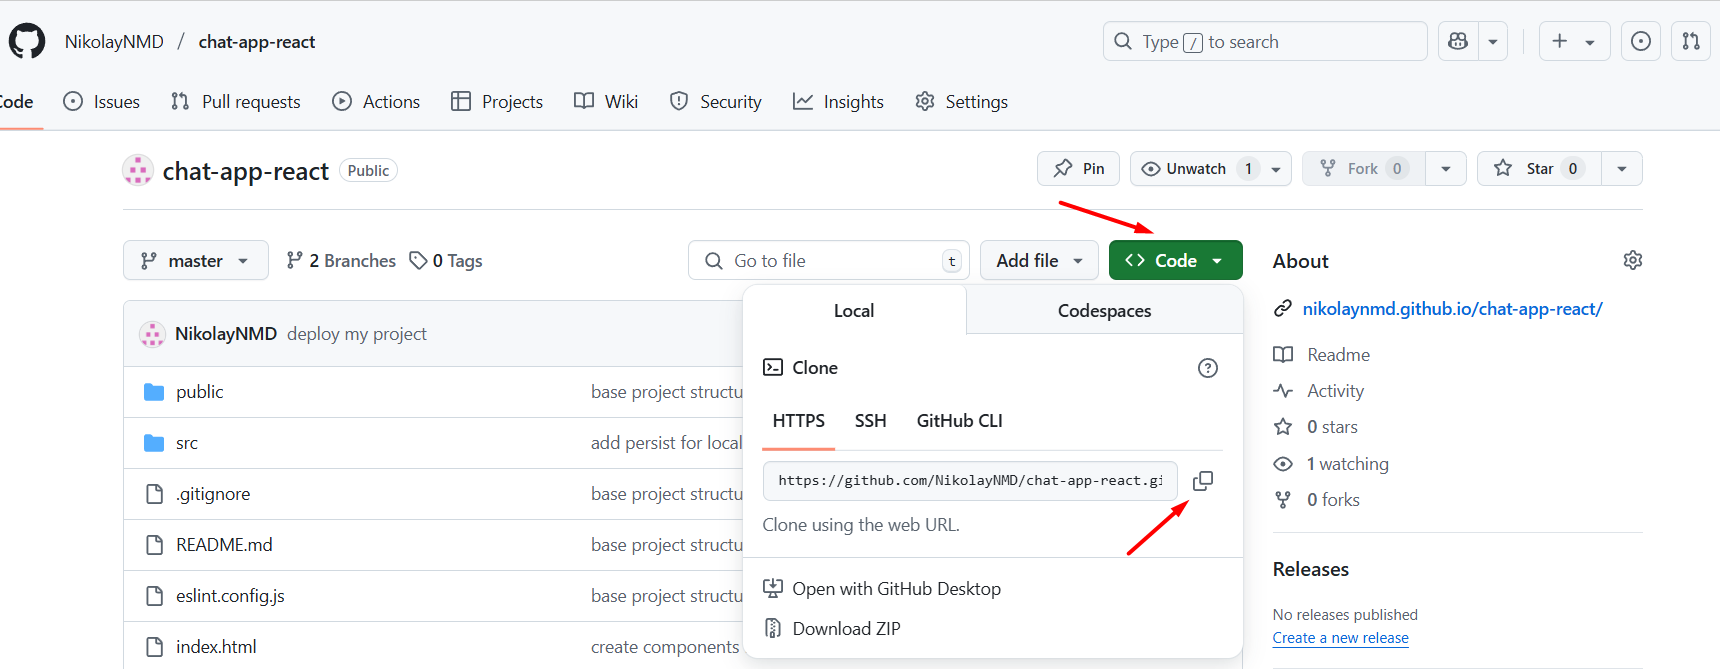 NikolayNMD / chat-app-react
Type / to search
Code Issues Pull requests Actions Projects Wiki Security Insights Settings
chat-app-react Public
Pin Unwatch 1 Fork 0 Star 0
master 2 Branches 0 Tags
Go to file t Add file Code
NikolayNMD deploy my project
public base project structu
src add persist for local
.gitignore base project structu
README.md base project structu
eslint.config.js base project structu
index.html create components
Local Codespaces
Clone
HTTPS SSH GitHub CLI
https://github.com/NikolayNMD/chat-app-react.gi
Clone using the web URL.
Open with GitHub Desktop
Download ZIP
About
nikolaynmd.github.io/chat-app-react/
Readme
Activity
0 stars
1 watching
0 forks
Releases
No releases published
Create a new release